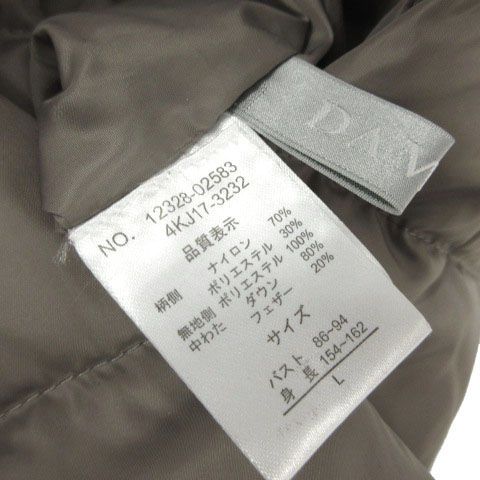 DAM
NO. 12328-02583
4KJ17-3232
品質表示
柄側 ナイロン 70%
ポリエステル 30%
無地側 ポリエステル 100%
中わた ダウン 80%
フェザー 20%
サイズ
バスト 86~94
身長 154~162
L